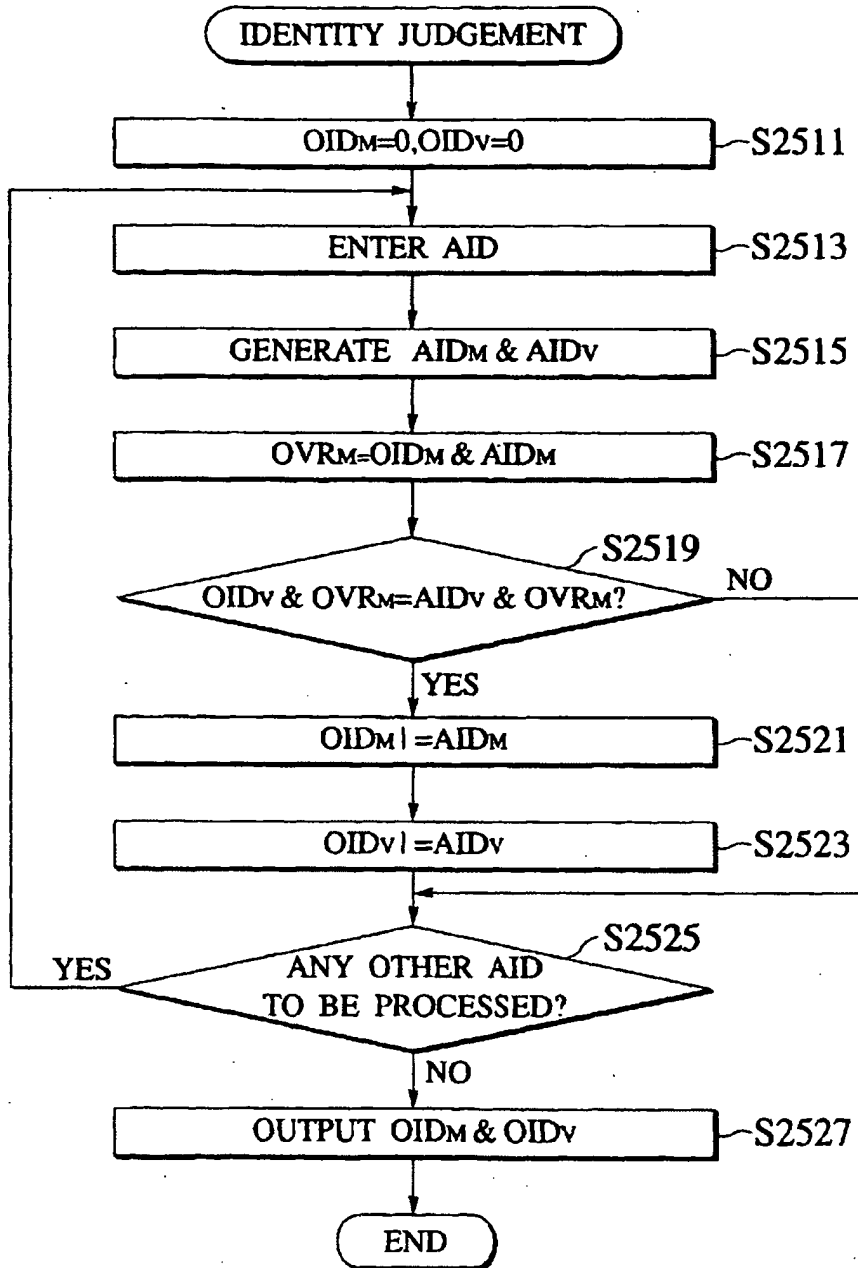 IDENTITY JUDGEMENT
OIDM=0,OIDV=0
S2511
ENTER AID
S2513
GENERATE AIDM & AIDV
S2515
OVRM=OIDM & AIDM
S2517
S2519
OIDV & OVRM=AIDV & OVRM?
NO
YES
OIDM|=AIDM
S2521
OIDV|=AIDV
S2523
S2525
YES
ANY OTHER AID
TO BE PROCESSED?
NO
OUTPUT OIDM & OIDV
S2527
END